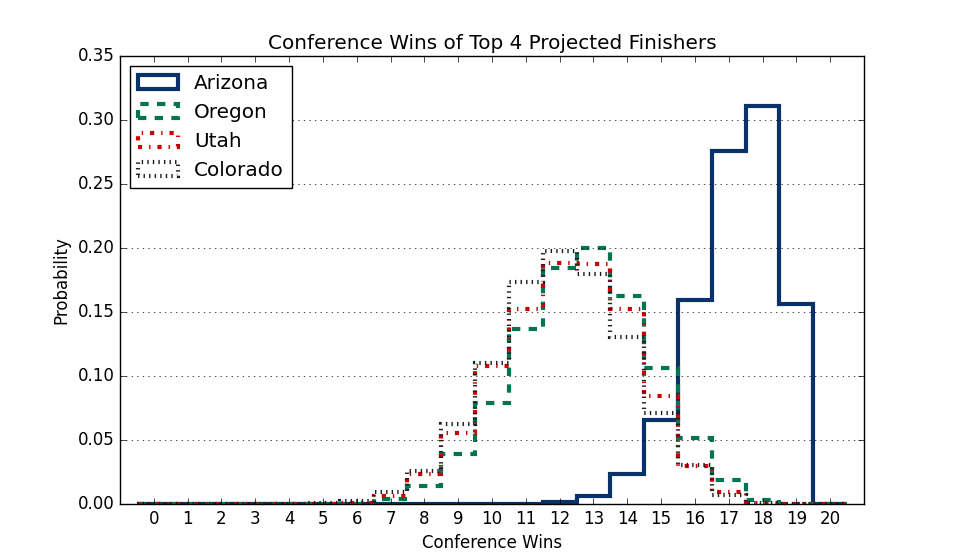 Conference Wins of Top 4 Projected Finishers
0.35
0.30
0.25
0.20
0.15
0.10
0.05
0.00
Probability
Arizona
Oregon
Utah
Colorado
0 1 2 3 4 5 6 7 8 9 10 11 12 13 14 15 16 17 18 19 20
Conference Wins